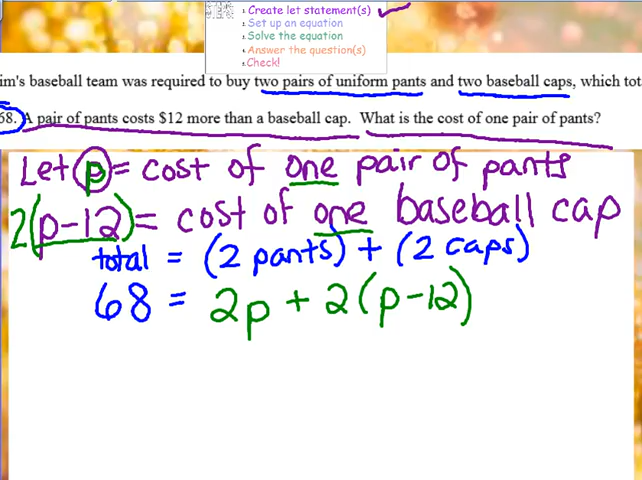 1. Create let statement(s)
2. Set up an equation
3. Solve the equation
4. Answer the question(s)
5. Check!
im's baseball team was required to buy two pairs of uniform pants and two baseball caps, which tot
68. A pair of pants costs $12 more than a baseball cap. What is the cost of one pair of pants?
Let p = cost of one pair of pants
2(p-12) = cost of one baseball cap
total = (2 pants) + (2 caps)
68 = 2p + 2(p-12)